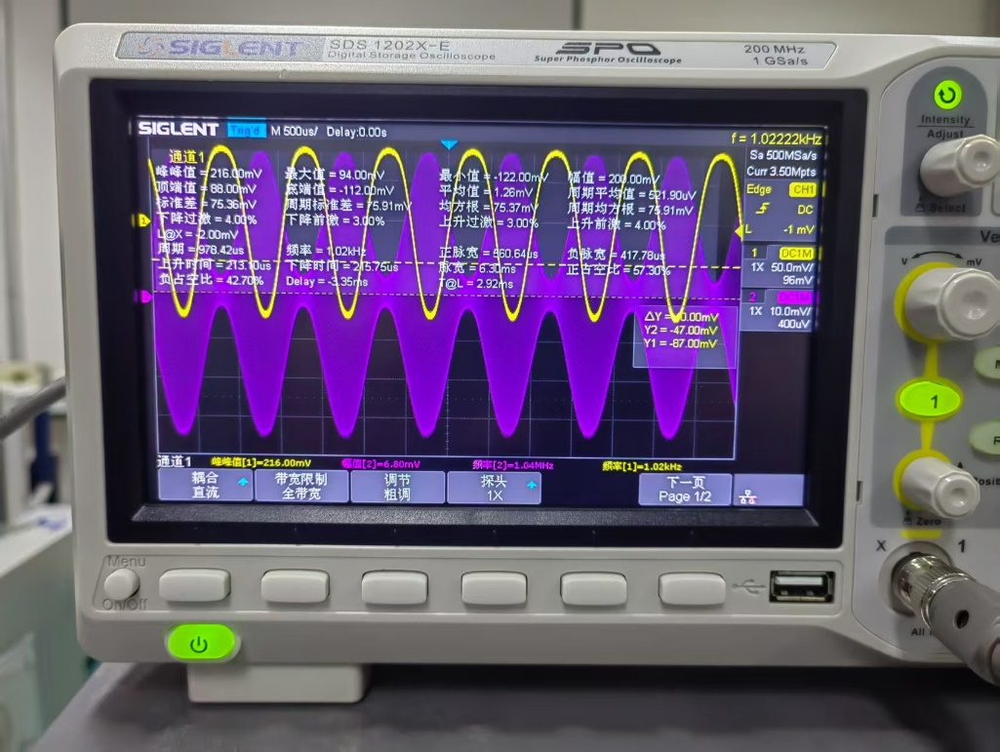 SIGLENT SDS 1202X-E
Digital Storage Oscilloscope
SPO
Super Phosphor Oscilloscope
200 MHz
1 GSa/s
Intensity
Adjust
Select
SIGLENT Trig'd M 500us/ Delay:0.00s
f = 1.02222kHz
Sa 500MSa/s
Curr 3.50Mpts
Edge CH1
DC
L -1 mV
1 DC1M
1X 50.0mV/
96mV
2 DC1M
1X 10.0mV/
400uV
通道1
峰峰值 = 216.00mV 最大值 = 94.00mV 最小值 = -122.00mV 幅值 = 200.00mV
顶端值 = 88.00mV 底端值 = -112.00mV 平均值 = 1.26mV 周期平均值 = 521.90uV
标准差 = 75.36mV 周期标准差 = 75.91mV 均方根 = 75.37mV 周期均方根 = 75.91mV
下降过激 = 4.00% 下降前激 = 3.00% 上升过激 = 3.00% 上升前激 = 4.00%
L@X = -2.00mV
周期 = 978.42us 频率 = 1.02kHz 正脉宽 = 560.64us 负脉宽 = 417.78us
上升时间 = 213.10us 下降时间 = 215.75us 脉宽 = 6.30ms 正占空比 = 57.30%
负占空比 = 42.70% Delay = -3.35ms T@L = 2.92ms
Y2 = -47.00mV
Y1 = -87.00mV
通道1 峰峰值[1]=216.00mV 幅值[2]=6.80mV 频率[2]=1.04MHz 频率[1]=1.02kHz
耦合
直流
带宽限制
全带宽
调节
粗调
探头
1X
下一页
Page 1/2
Menu
On/Off
V mV
1
Zero
X 1